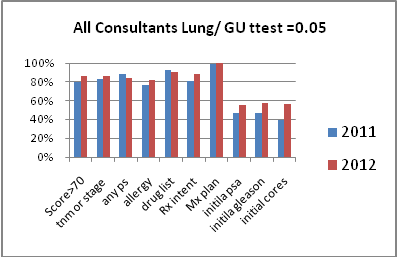 All Consultants Lung/ GU ttest =0.05
100%
80%
60%
40%
20%
0%
Score>70
tnm or stage
any ps
allergy
drug list
Rx intent
Mx plan
initila psa
initila gleason
initial cores
2011
2012